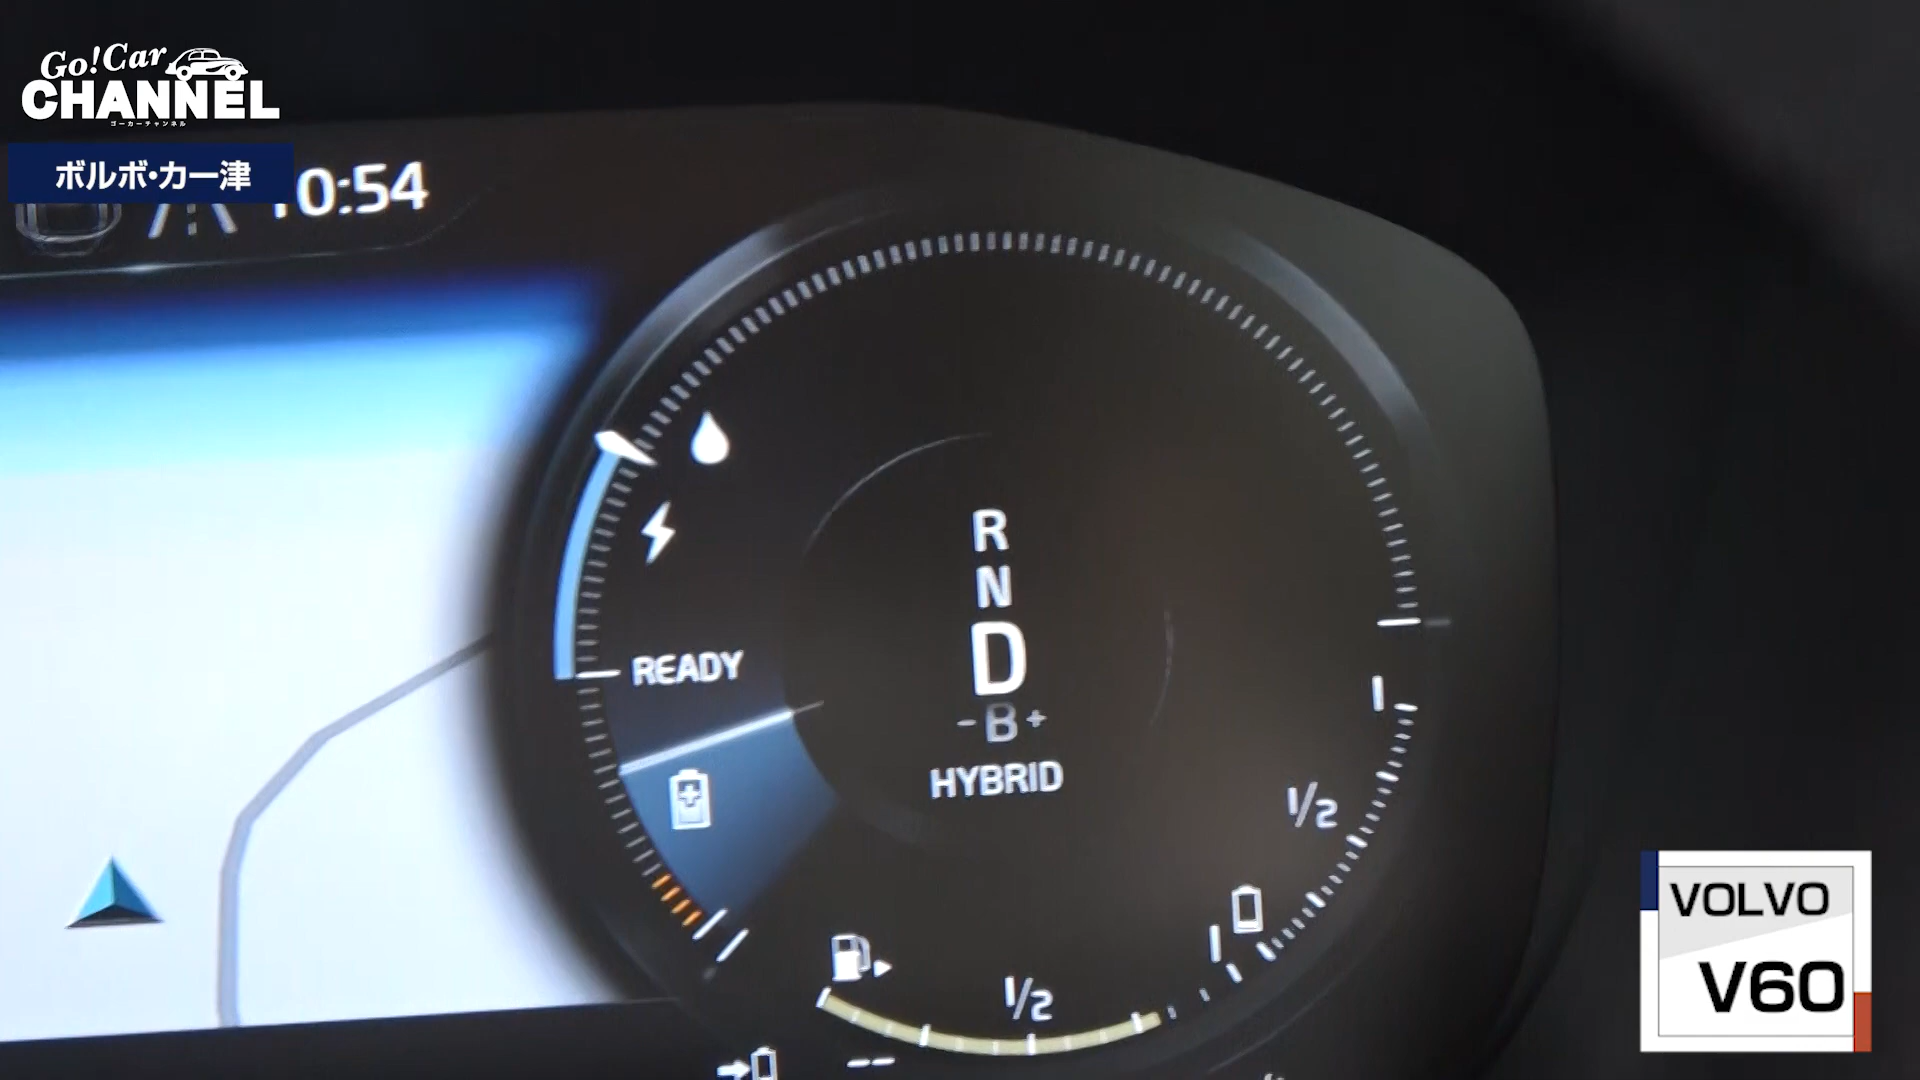 Go!Car
CHANNEL
ゴーカーチャンネル
ボルボ・カー津
10:54
R
N
READY
D
-B+
HYBRID
1
1/2
1/2
--
VOLVO
V60